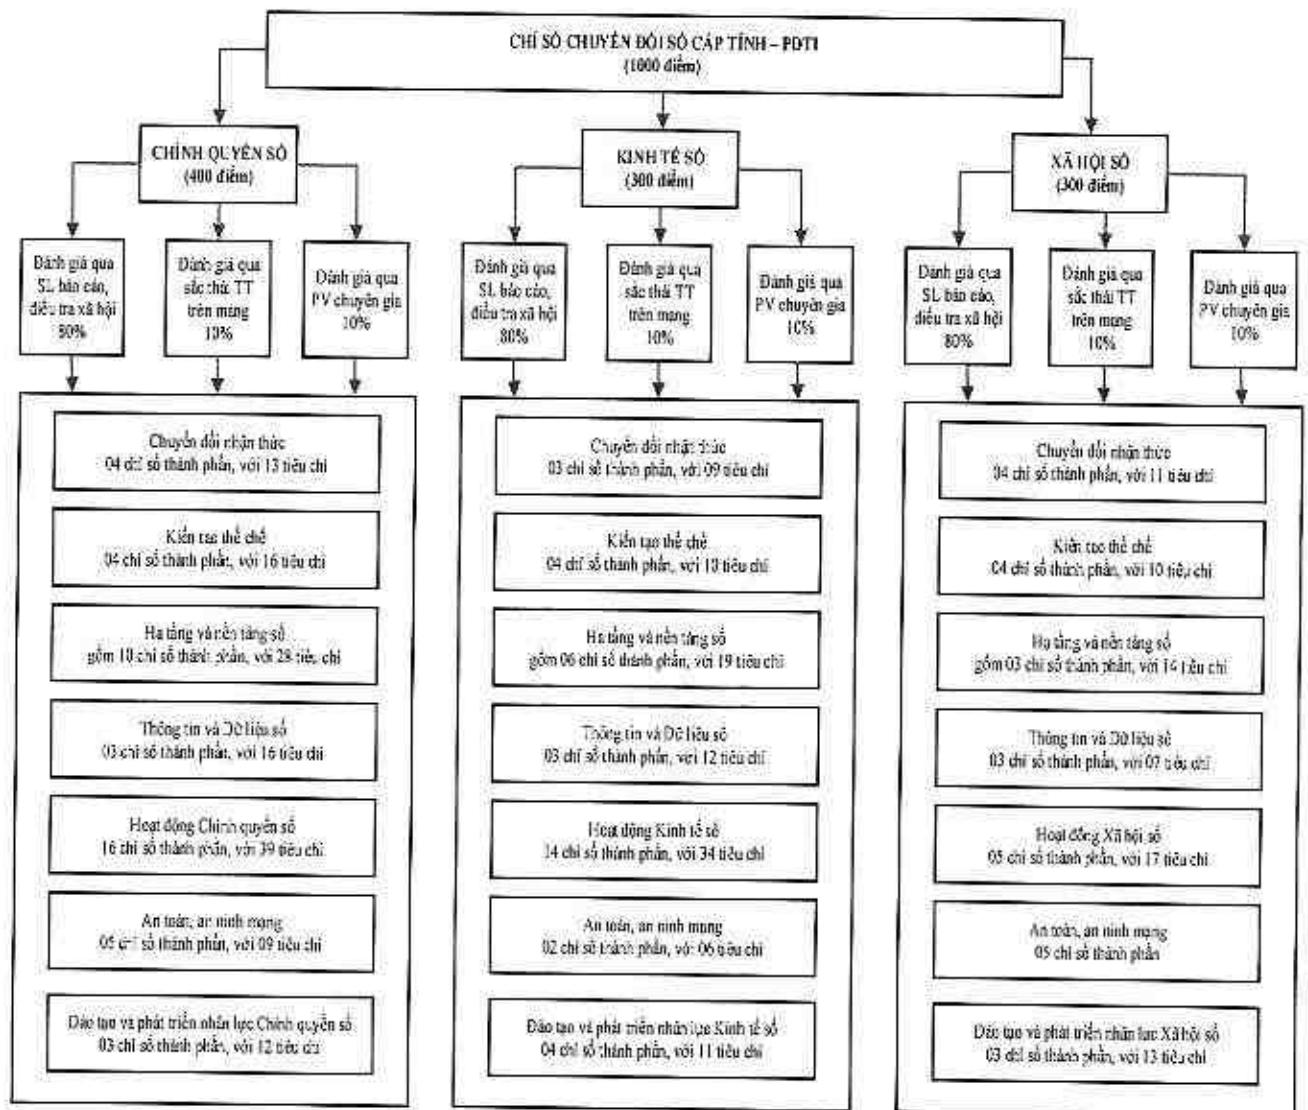 CHỈ SỐ CHUYỂN ĐỔI SỐ CẤP TỈNH – PDTI
(1000 điểm)
CHÍNH QUYỀN SỐ
(400 điểm)
KINH TẾ SỐ
(300 điểm)
XÃ HỘI SỐ
(300 điểm)
Đánh giá qua
SL báo cáo,
điều tra xã hội
80%
Đánh giá qua
sắc thái TT
trên mạng
10%
Đánh giá qua
PV chuyên gia
10%
Đánh giá qua
SL báo cáo,
điều tra xã hội
80%
Đánh giá qua
sắc thái TT
trên mạng
10%
Đánh giá qua
PV chuyên gia
10%
Đánh giá qua
SL báo cáo,
điều tra xã hội
80%
Đánh giá qua
sắc thái TT
trên mạng
10%
Đánh giá qua
PV chuyên gia
10%
Chuyển đổi nhận thức
04 chỉ số thành phần, với 13 tiêu chí
Kiến tạo thể chế
04 chỉ số thành phần, với 16 tiêu chí
Hạ tầng và nền tảng số
gồm 10 chỉ số thành phần, với 28 tiêu chí
Thông tin và Dữ liệu số
03 chỉ số thành phần, với 16 tiêu chí
Hoạt động Chính quyền số
16 chỉ số thành phần, với 39 tiêu chí
An toàn, an ninh mạng
05 chỉ số thành phần, với 09 tiêu chí
Đào tạo và phát triển nhân lực Chính quyền số
03 chỉ số thành phần, với 12 tiêu chí
Chuyển đổi nhận thức
03 chỉ số thành phần, với 09 tiêu chí
Kiến tạo thể chế
04 chỉ số thành phần, với 10 tiêu chí
Hạ tầng và nền tảng số
gồm 06 chỉ số thành phần, với 19 tiêu chí
Thông tin và Dữ liệu số
03 chỉ số thành phần, với 12 tiêu chí
Hoạt động Kinh tế số
14 chỉ số thành phần, với 34 tiêu chí
An toàn, an ninh mạng
02 chỉ số thành phần, với 06 tiêu chí
Đào tạo và phát triển nhân lực Kinh tế số
04 chỉ số thành phần, với 11 tiêu chí
Chuyển đổi nhận thức
04 chỉ số thành phần, với 11 tiêu chí
Kiến tạo thể chế
04 chỉ số thành phần, với 10 tiêu chí
Hạ tầng và nền tảng số
gồm 03 chỉ số thành phần, với 14 tiêu chí
Thông tin và Dữ liệu số
03 chỉ số thành phần, với 07 tiêu chí
Hoạt động Xã hội số
05 chỉ số thành phần, với 17 tiêu chí
An toàn, an ninh mạng
05 chỉ số thành phần
Đào tạo và phát triển nhân lực Xã hội số
03 chỉ số thành phần, với 13 tiêu chí